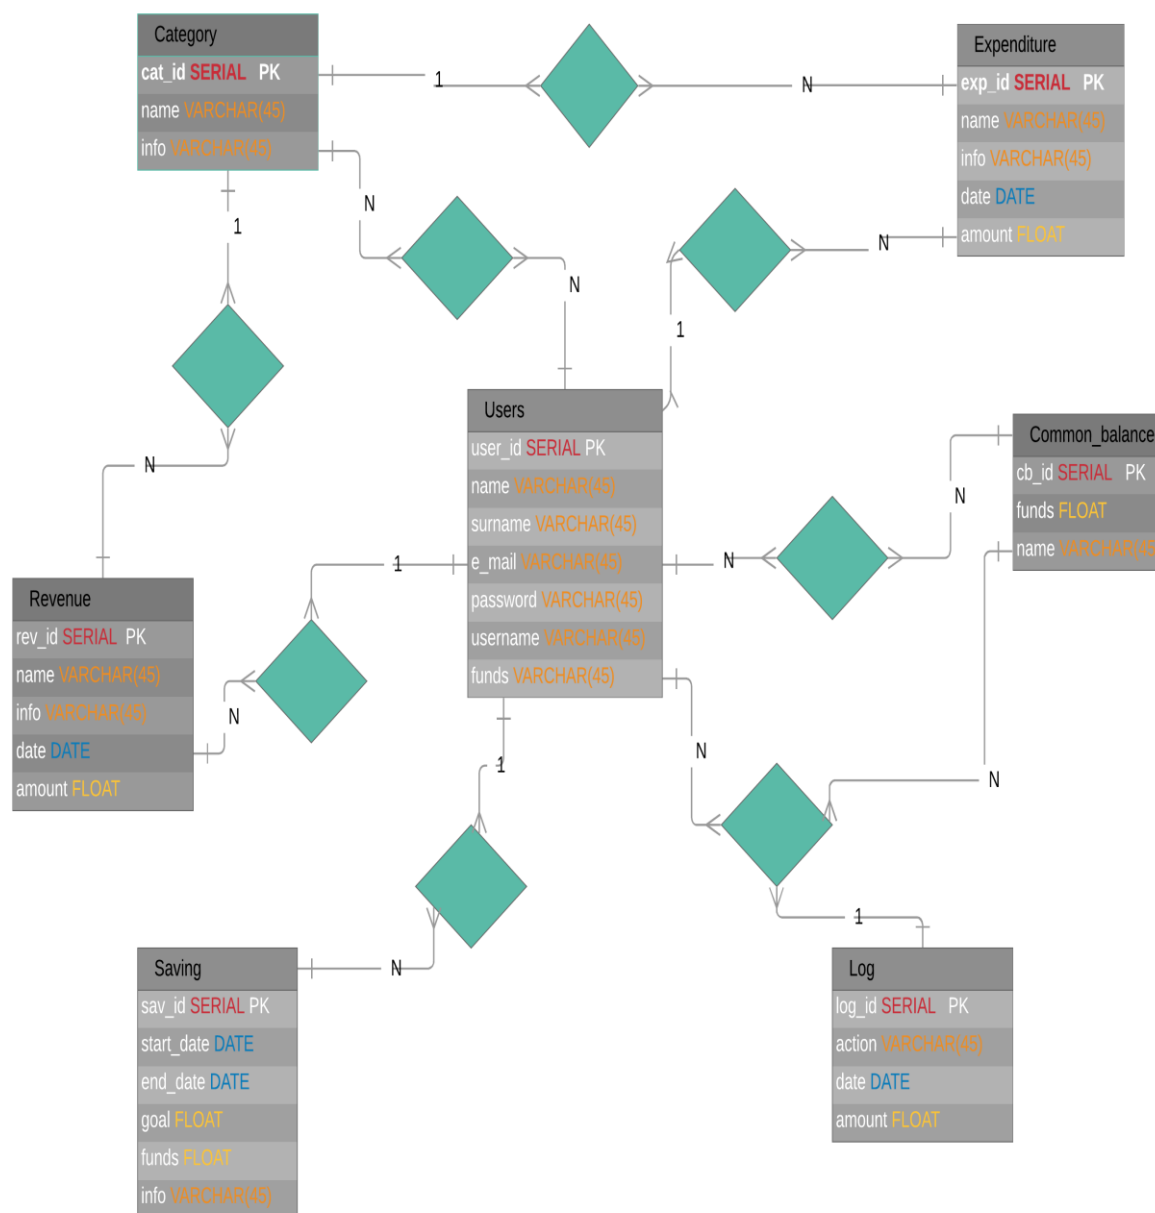 Category
cat_id SERIAL PK
name VARCHAR(45)
info VARCHAR(45)
1
N
Expenditure
exp_id SERIAL PK
name VARCHAR(45)
info VARCHAR(45)
date DATE
amount FLOAT
N
N
1
N
1
N
Users
user_id SERIAL PK
name VARCHAR(45)
surname VARCHAR(45)
e_mail VARCHAR(45)
password VARCHAR(45)
username VARCHAR(45)
funds VARCHAR(45)
Common_balance
cb_id SERIAL PK
funds FLOAT
name VARCHAR(45
N
N
N
1
Revenue
rev_id SERIAL PK
name VARCHAR(45)
info VARCHAR(45)
date DATE
amount FLOAT
N
1
N
N
N
1
Saving
sav_id SERIAL PK
start_date DATE
end_date DATE
goal FLOAT
funds FLOAT
info VARCHAR(45)
Log
log_id SERIAL PK
action VARCHAR(45)
date DATE
amount FLOAT